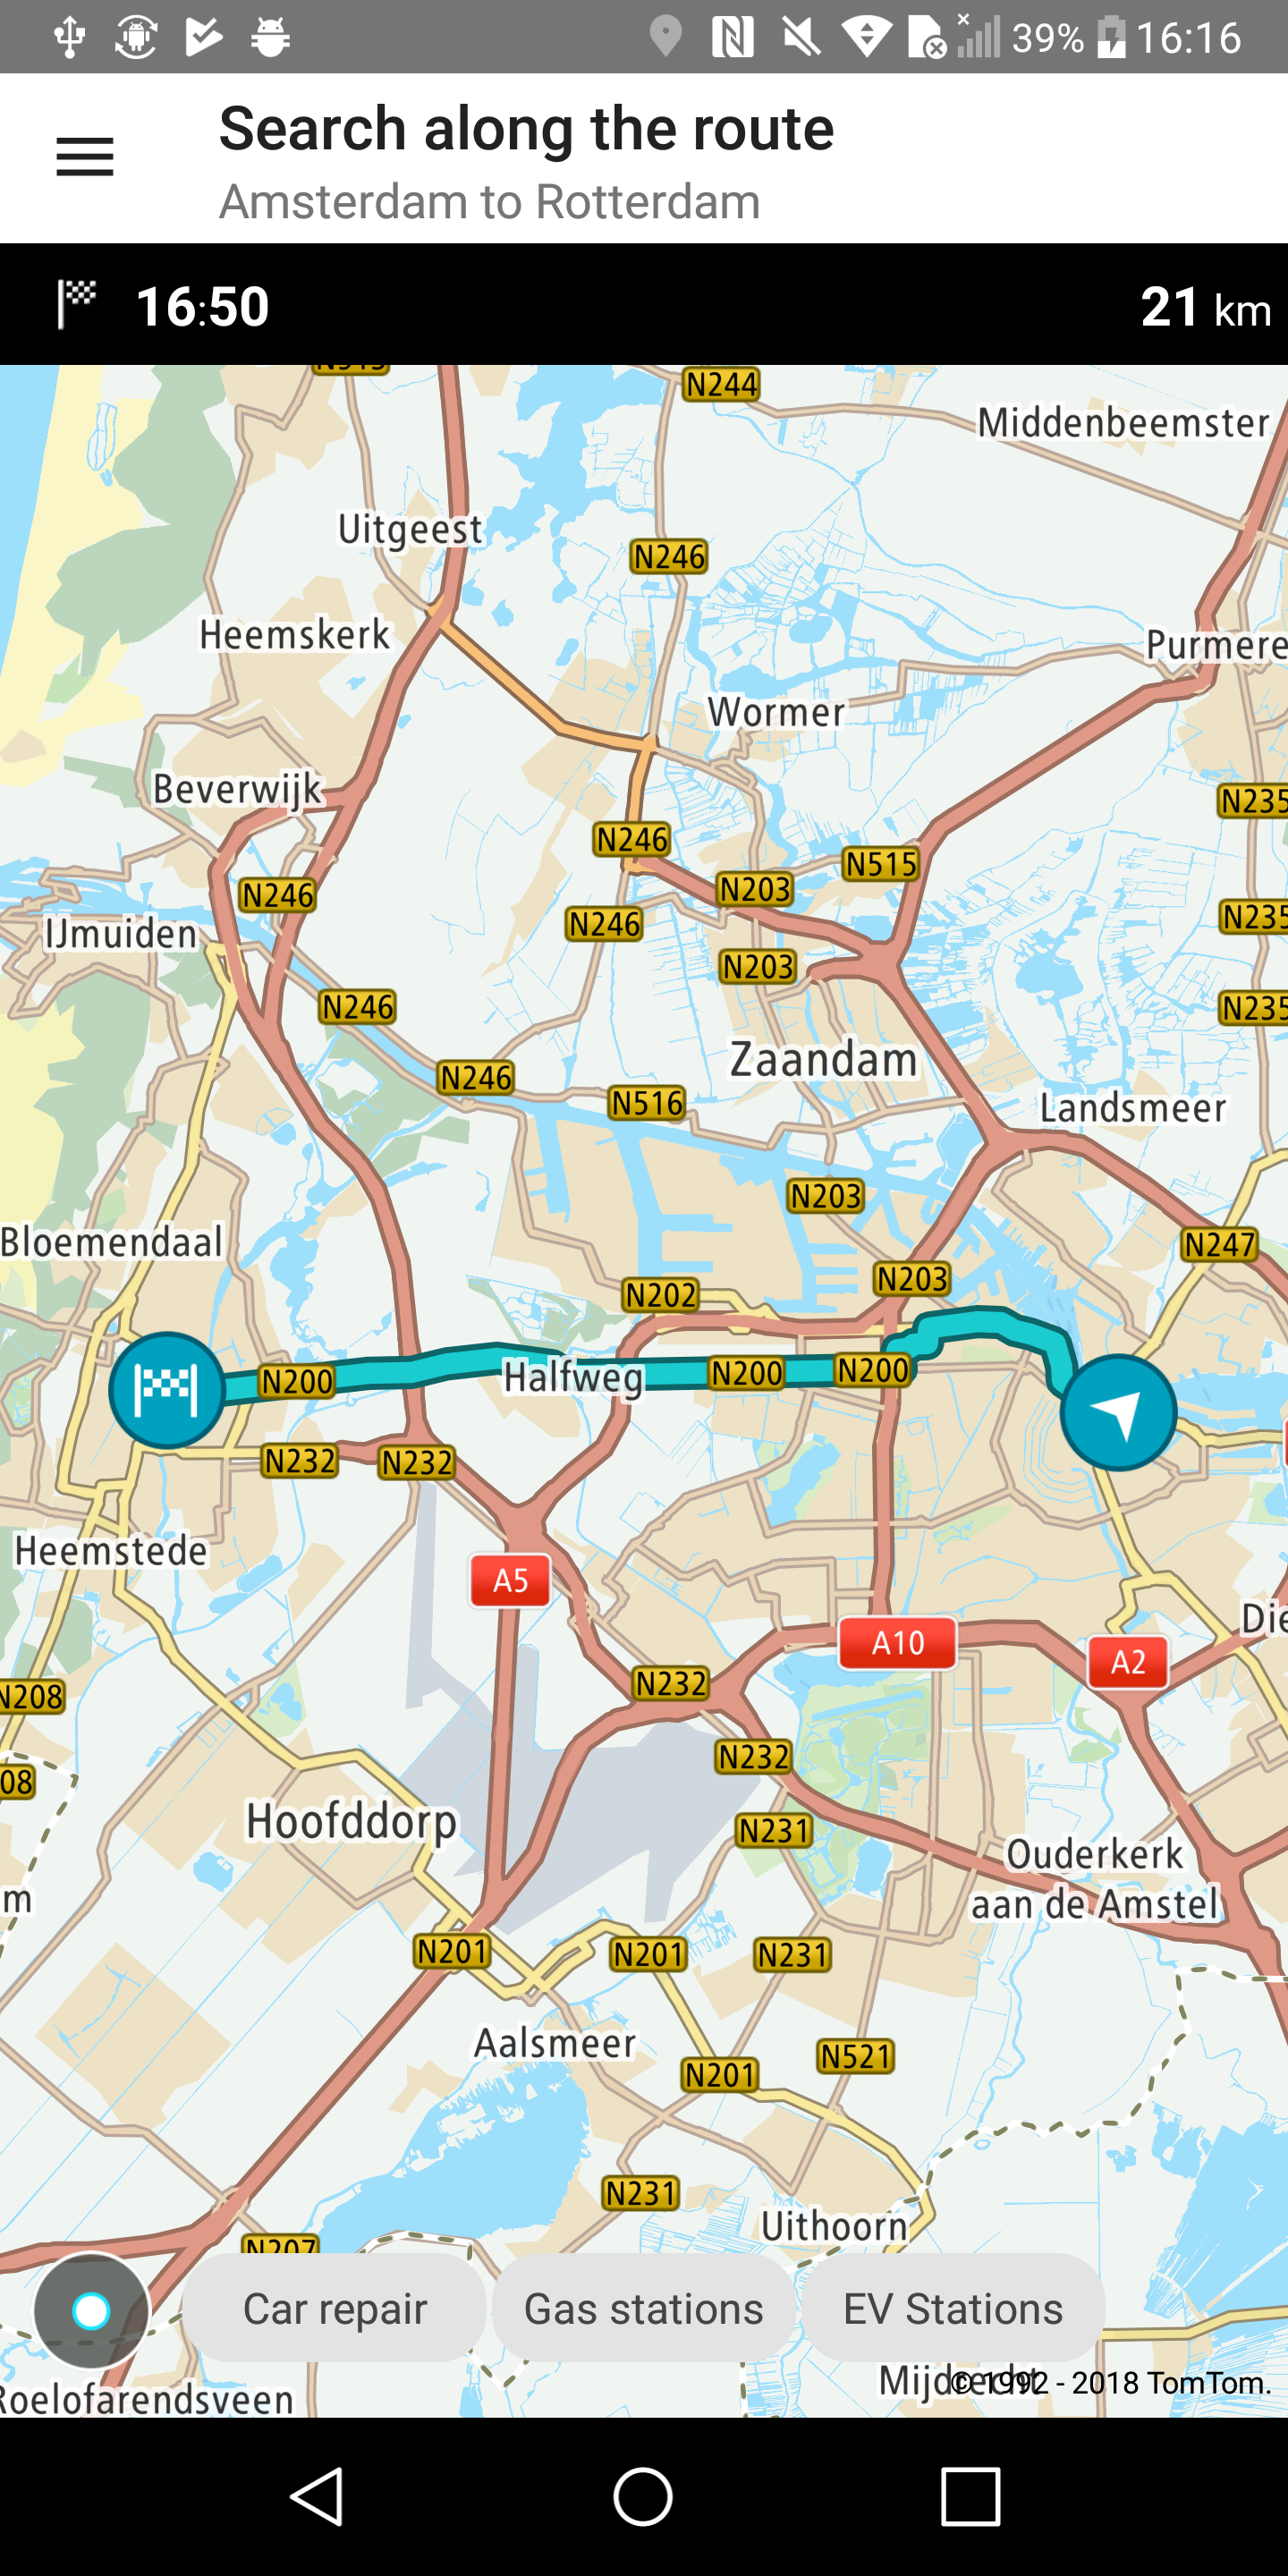 39% 16:16
Search along the route
Amsterdam to Rotterdam
16:50 21 km
N244
Middenbeemster
Uitgeest
N246
Heemskerk
Purmere
Wormer
Beverwijk
N235
N246
N515
N203
N246
N246
N235
IJmuiden
N203
N246
N235
Zaandam
N246
N516
Landsmeer
N203
Bloemendaal
N247
N203
N202
Halfweg
N200
N200
N200
N232
N232
Heemstede
A5
Die
A10
A2
N232
N208
N232
08
Hoofddorp
N231
Ouderkerk
aan de Amstel
m
N201
N201
N231
Aalsmeer
N521
N201
N231
Uithoorn
N207
Car repair
Gas stations
EV Stations
Roelofarendsveen
© 1992 - 2018 TomTom.